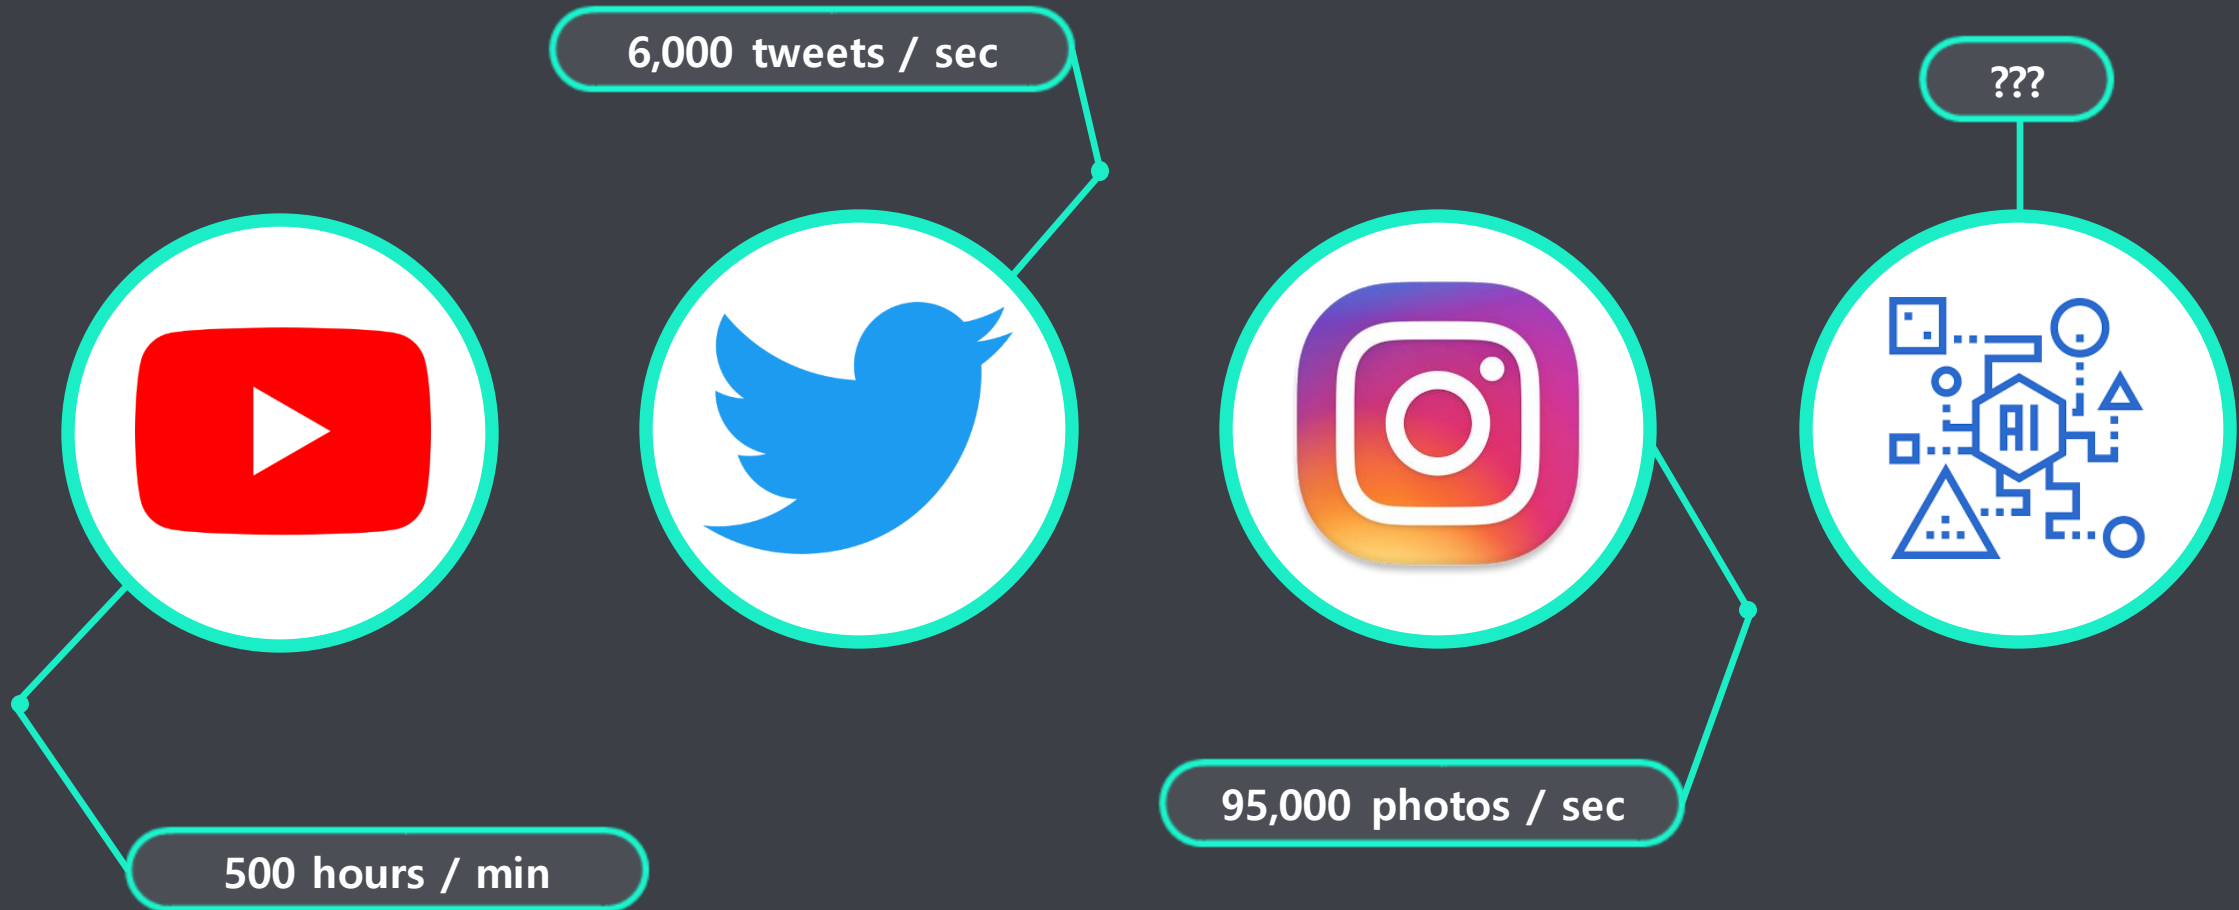 6,000 tweets / sec
???
AI
95,000 photos / sec
500 hours / min